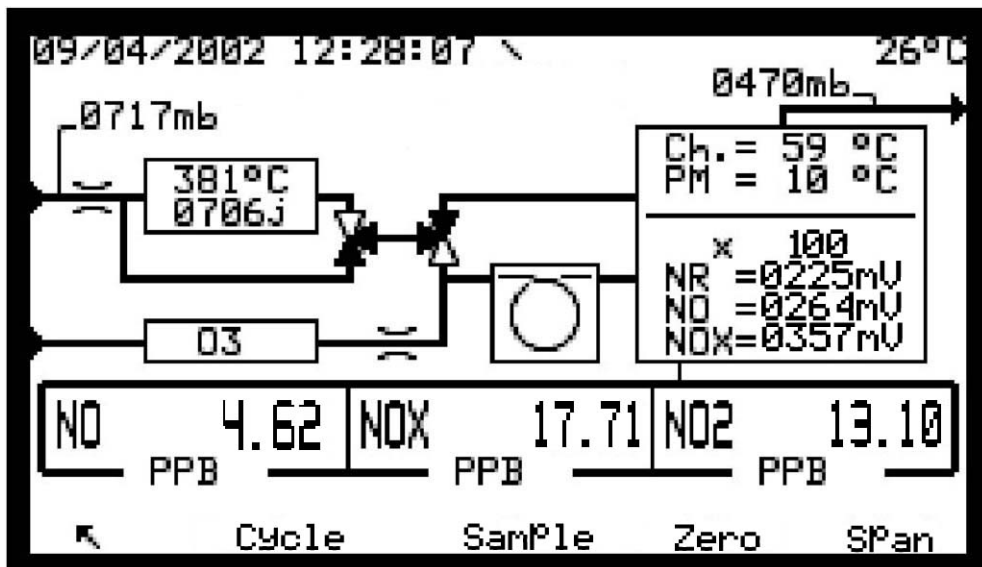 09/04/2002 12:28:07 \ 26°C
0470mb
0717mb
Ch.= 59 °C
PM = 10 °C
381°C
0706j
x 100
NR =0225mV
NO =0264mV
NOX=0357mV
O3
NO 4.62 NOX 17.71 NO2 13.10
PPB PPB PPB
Cycle Sample Zero Span